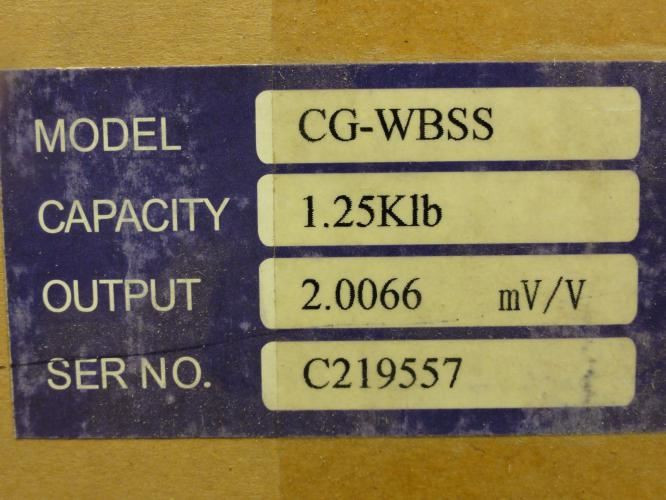 MODEL CG-WBSS
CAPACITY 1.25Klb
OUTPUT 2.0066 mV/V
SER NO. C219557